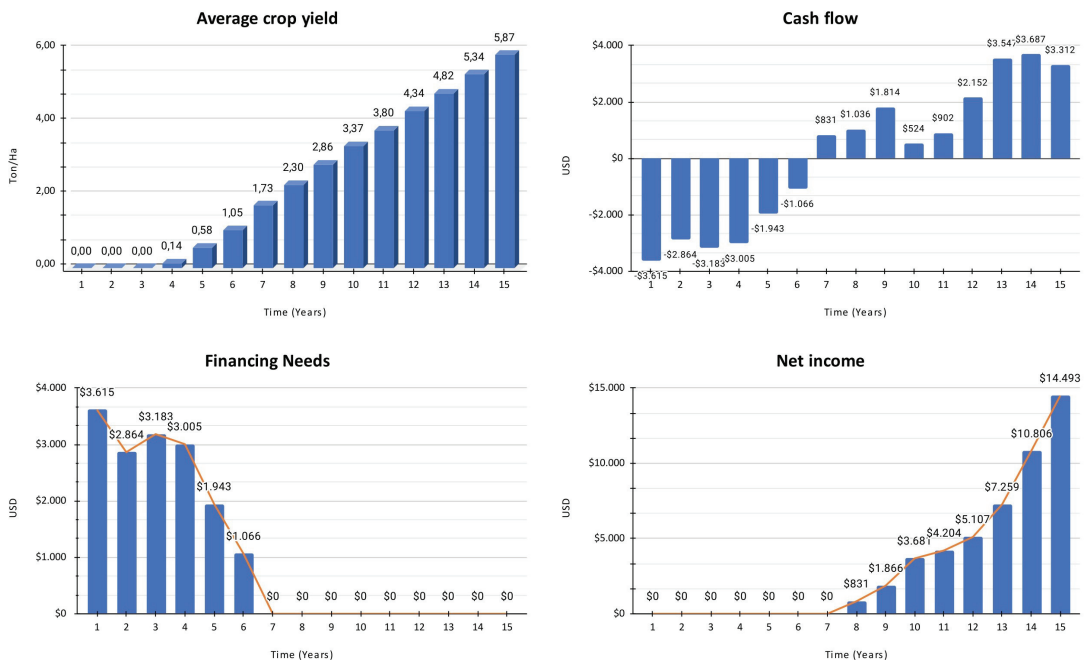 Average crop yield
6,00
4,00
2,00
0,00
Ton/Ha
0,00 0,00 0,00 0,14 0,58 1,05 1,73 2,30 2,86 3,37 3,80 4,34 4,82 5,34 5,87
1 2 3 4 5 6 7 8 9 10 11 12 13 14 15
Time (Years)
Cash flow
$4.000
$2.000
$0
-$2.000
-$4.000
USD
-$3.615 -$2.864 -$3.183 -$3.005 -$1.943 -$1.066 $831 $1.036 $1.814 $524 $902 $2.152 $3.547 $3.687 $3.312
1 2 3 4 5 6 7 8 9 10 11 12 13 14 15
Time (Years)
Financing Needs
$4.000
$3.000
$2.000
$1.000
$0
USD
$3.615 $2.864 $3.183 $3.005 $1.943 $1.066 $0 $0 $0 $0 $0 $0 $0 $0 $0
1 2 3 4 5 6 7 8 9 10 11 12 13 14 15
Time (Years)
Net income
$15.000
$10.000
$5.000
$0
USD
$0 $0 $0 $0 $0 $0 $0 $831 $1.866 $3.681 $4.204 $5.107 $7.259 $10.806 $14.493
1 2 3 4 5 6 7 8 9 10 11 12 13 14 15
Time (Years)